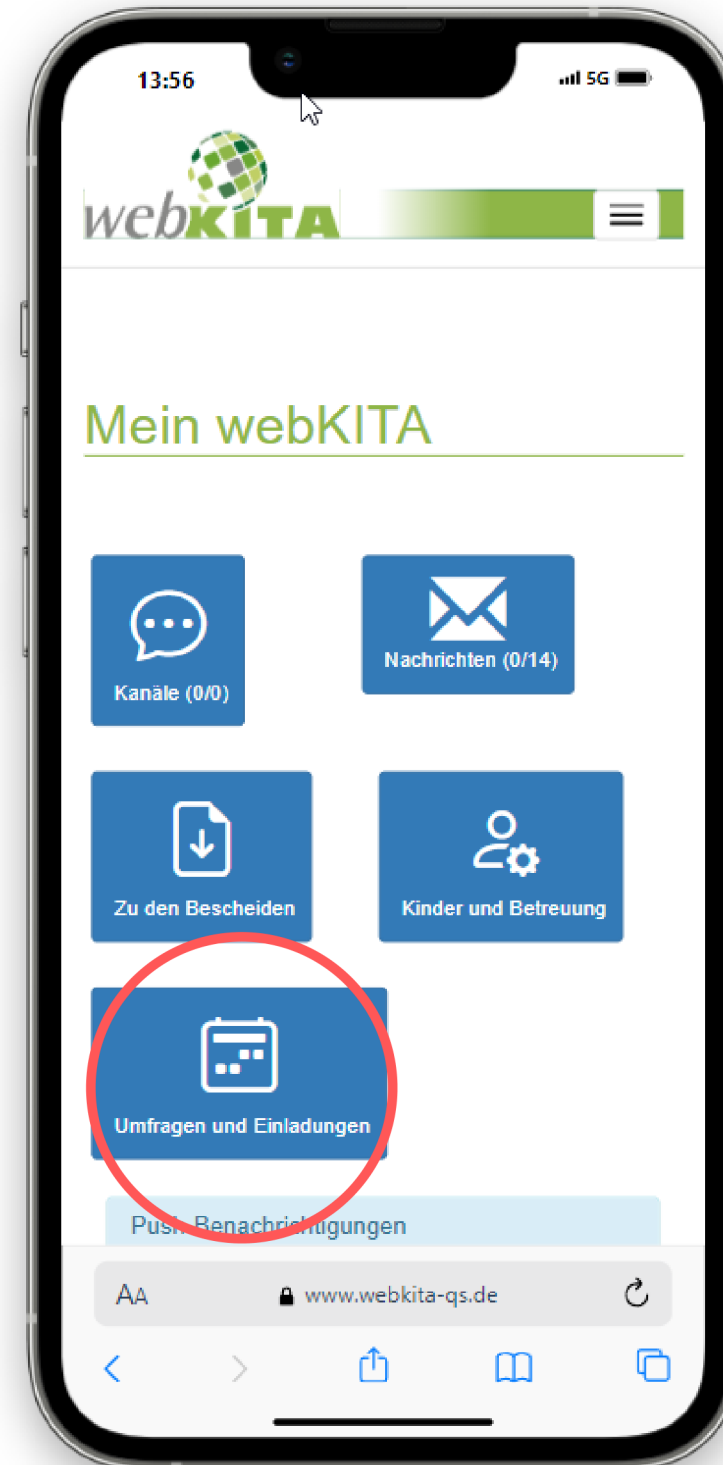 13:56
5G
webKITA
Mein webKITA
Kanäle (0/0)
Nachrichten (0/14)
Zu den Bescheiden
Kinder und Betreuung
Umfragen und Einladungen
Push Benachrichtigungen
AA
www.webkita-qs.de